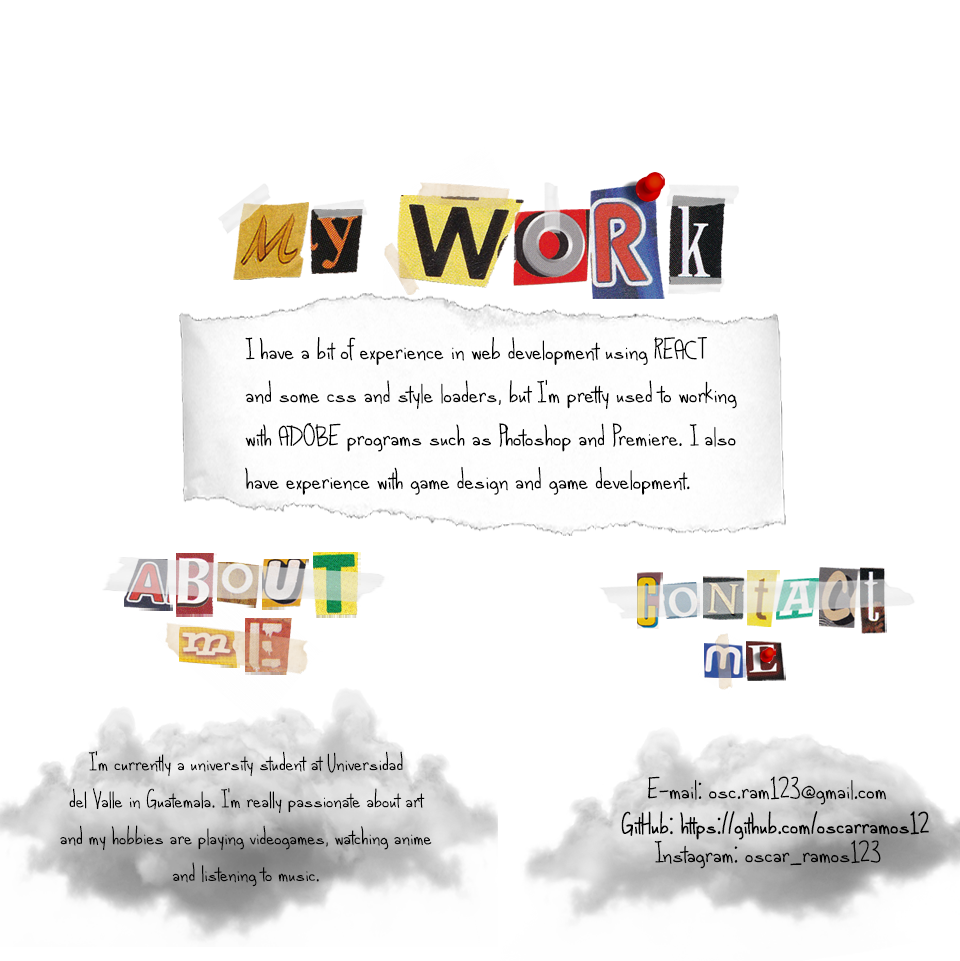 My WORk
I have a bit of experience in web development using REACT
and some css and style loaders, but I'm pretty used to working
with ADOBE programs such as Photoshop and Premiere. I also
have experience with game design and game development.
ABOUT
mE
I'm currently a university student at Universidad
del Valle in Guatemala. I'm really passionate about art
and my hobbies are playing videogames, watching anime
and listening to music.
CONtACt
mE
E-mail: osc.ram123@gmail.com
GitHub: https://github.com/oscarramos12
Instagram: oscar_ramos123